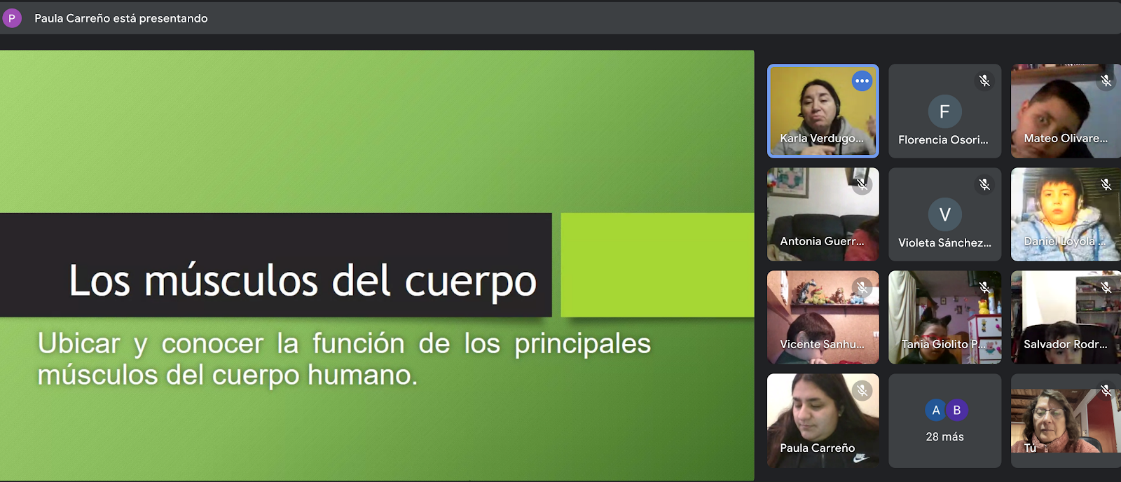 P Paula Carreño está presentando
Los músculos del cuerpo
Ubicar y conocer la función de los principales
músculos del cuerpo humano.
Karla Verdugo...
F
Florencia Osori...
Mateo Olivare...
Antonia Guerr...
V
Violeta Sánchez...
Daniel Loyola ...
Vicente Sanhu...
Tania Giolito P...
Salvador Rodr...
Paula Carreño
A B
28 más
Tú